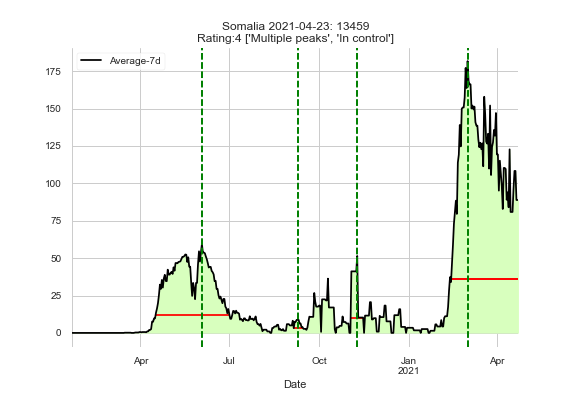 Somalia 2021-04-23: 13459
Rating:4 ['Multiple peaks', 'In control']
Average-7d
175
150
125
100
75
50
25
0
Apr
Jul
Oct
Jan
2021
Apr
Date